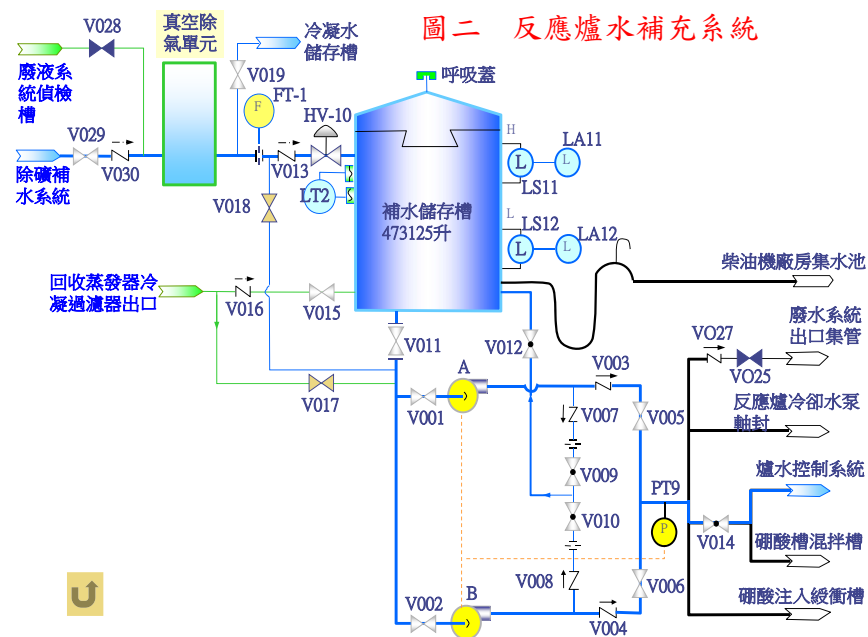 圖二 反應爐水補充系統
真空除
氣單元
V028
冷凝水
儲存槽
呼吸蓋
廢液系
統偵檢
槽
V019
FT-1
F
HV-10
V029
V030
V013
除礦補
水系統
H
LA11
L
L
LS11
LT2
V018
補水儲存槽
473125升
L
LS12
LA12
L
L
柴油機廠房集水池
回收蒸發器冷
凝過濾器出口
V016
V015
廢水系統
出口集管
VO27
VO25
V011
V012
V003
A
V017
V001
V007
V005
反應爐冷卻水泵
軸封
V009
爐水控制系統
PT9
P
V010
V014
硼酸槽混拌槽
V008
V006
硼酸注入緩衝槽
V002
B
V004